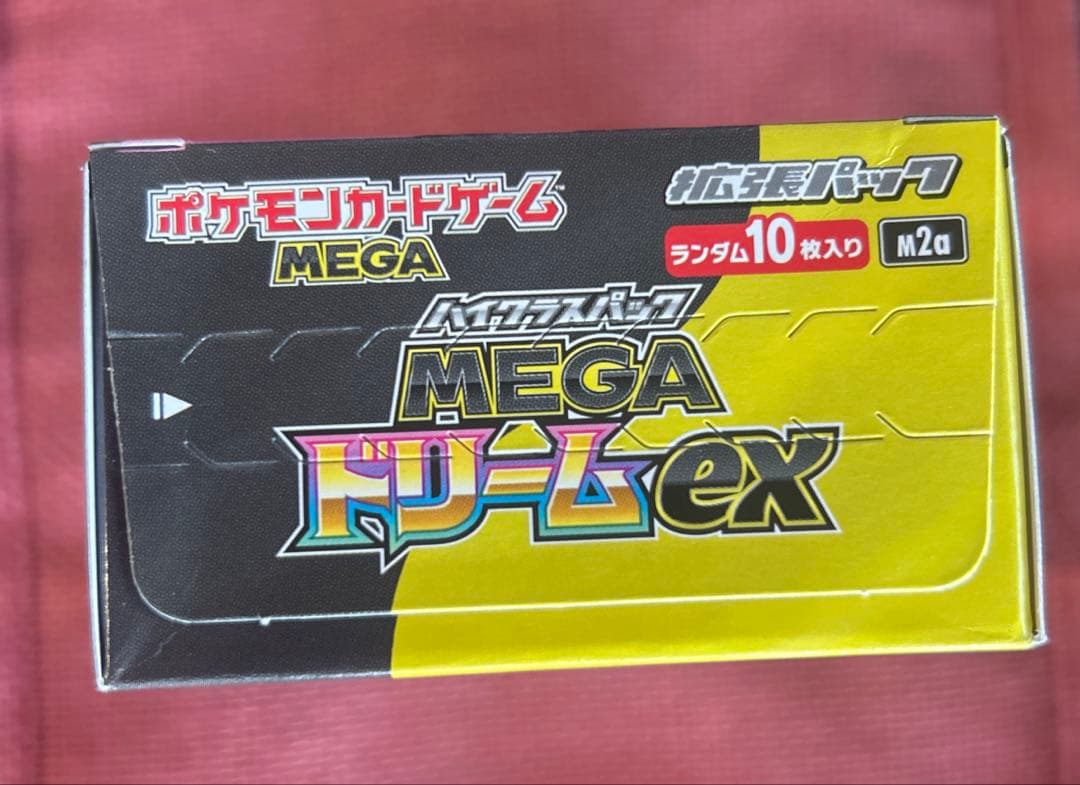 ポケモンカードゲーム™
MEGA
拡張パック
ランダム10枚入り
M2a
ハイクラスパック
MEGA
ドリームex